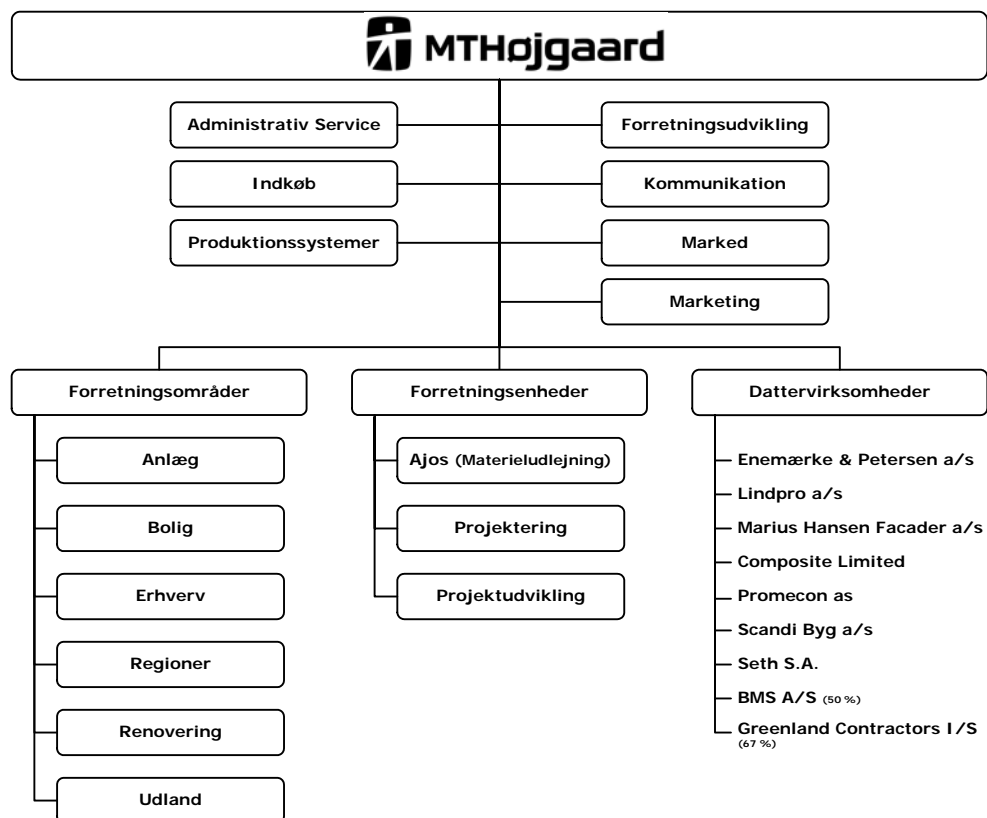 MTHøjgaard
Administrativ Service
Forretningsudvikling
Indkøb
Kommunikation
Produktionssystemer
Marked
Marketing
Forretningsområder
Anlæg
Bolig
Erhverv
Regioner
Renovering
Udland
Forretningsenheder
Ajos (Materieludlejning)
Projektering
Projektudvikling
Dattervirksomheder
Enemærke & Petersen a/s
Lindpro a/s
Marius Hansen Facader a/s
Composite Limited
Promecon as
Scandi Byg a/s
Seth S.A.
BMS A/S (50 %)
Greenland Contractors I/S
(67 %)